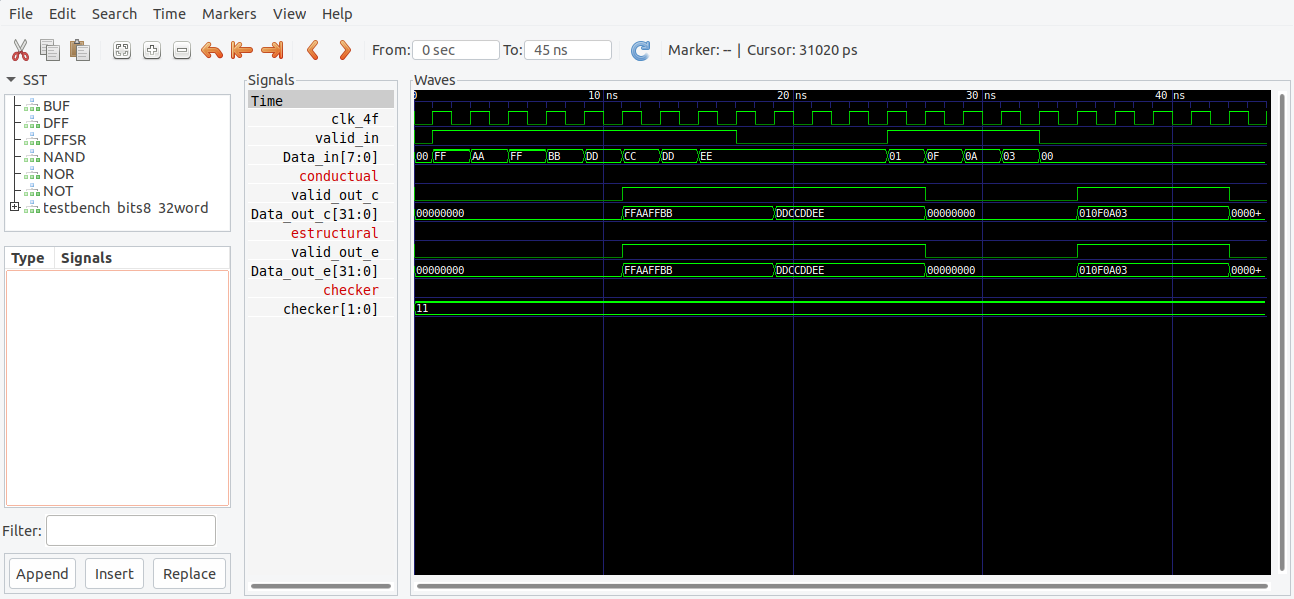 File Edit Search Time Markers View Help
From: 0 sec To: 45 ns Marker: -- | Cursor: 31020 ps
SST
BUF
DFF
DFFSR
NAND
NOR
NOT
testbench bits8 32word
Type Signals
Filter:
Append Insert Replace
Signals
Time
clk_4f
valid_in
Data_in[7:0]
conductual
valid_out_c
Data_out_c[31:0]
estructural
valid_out_e
Data_out_e[31:0]
checker
checker[1:0]
Waves
0 10 ns 20 ns 30 ns 40 ns
00 FF AA FF BB DD CC DD EE 01 0F 0A 03 00
00000000 FFAAFFBB DDCCDDEE 00000000 010F0A03 0000+
00000000 FFAAFFBB DDCCDDEE 00000000 010F0A03 0000+
11